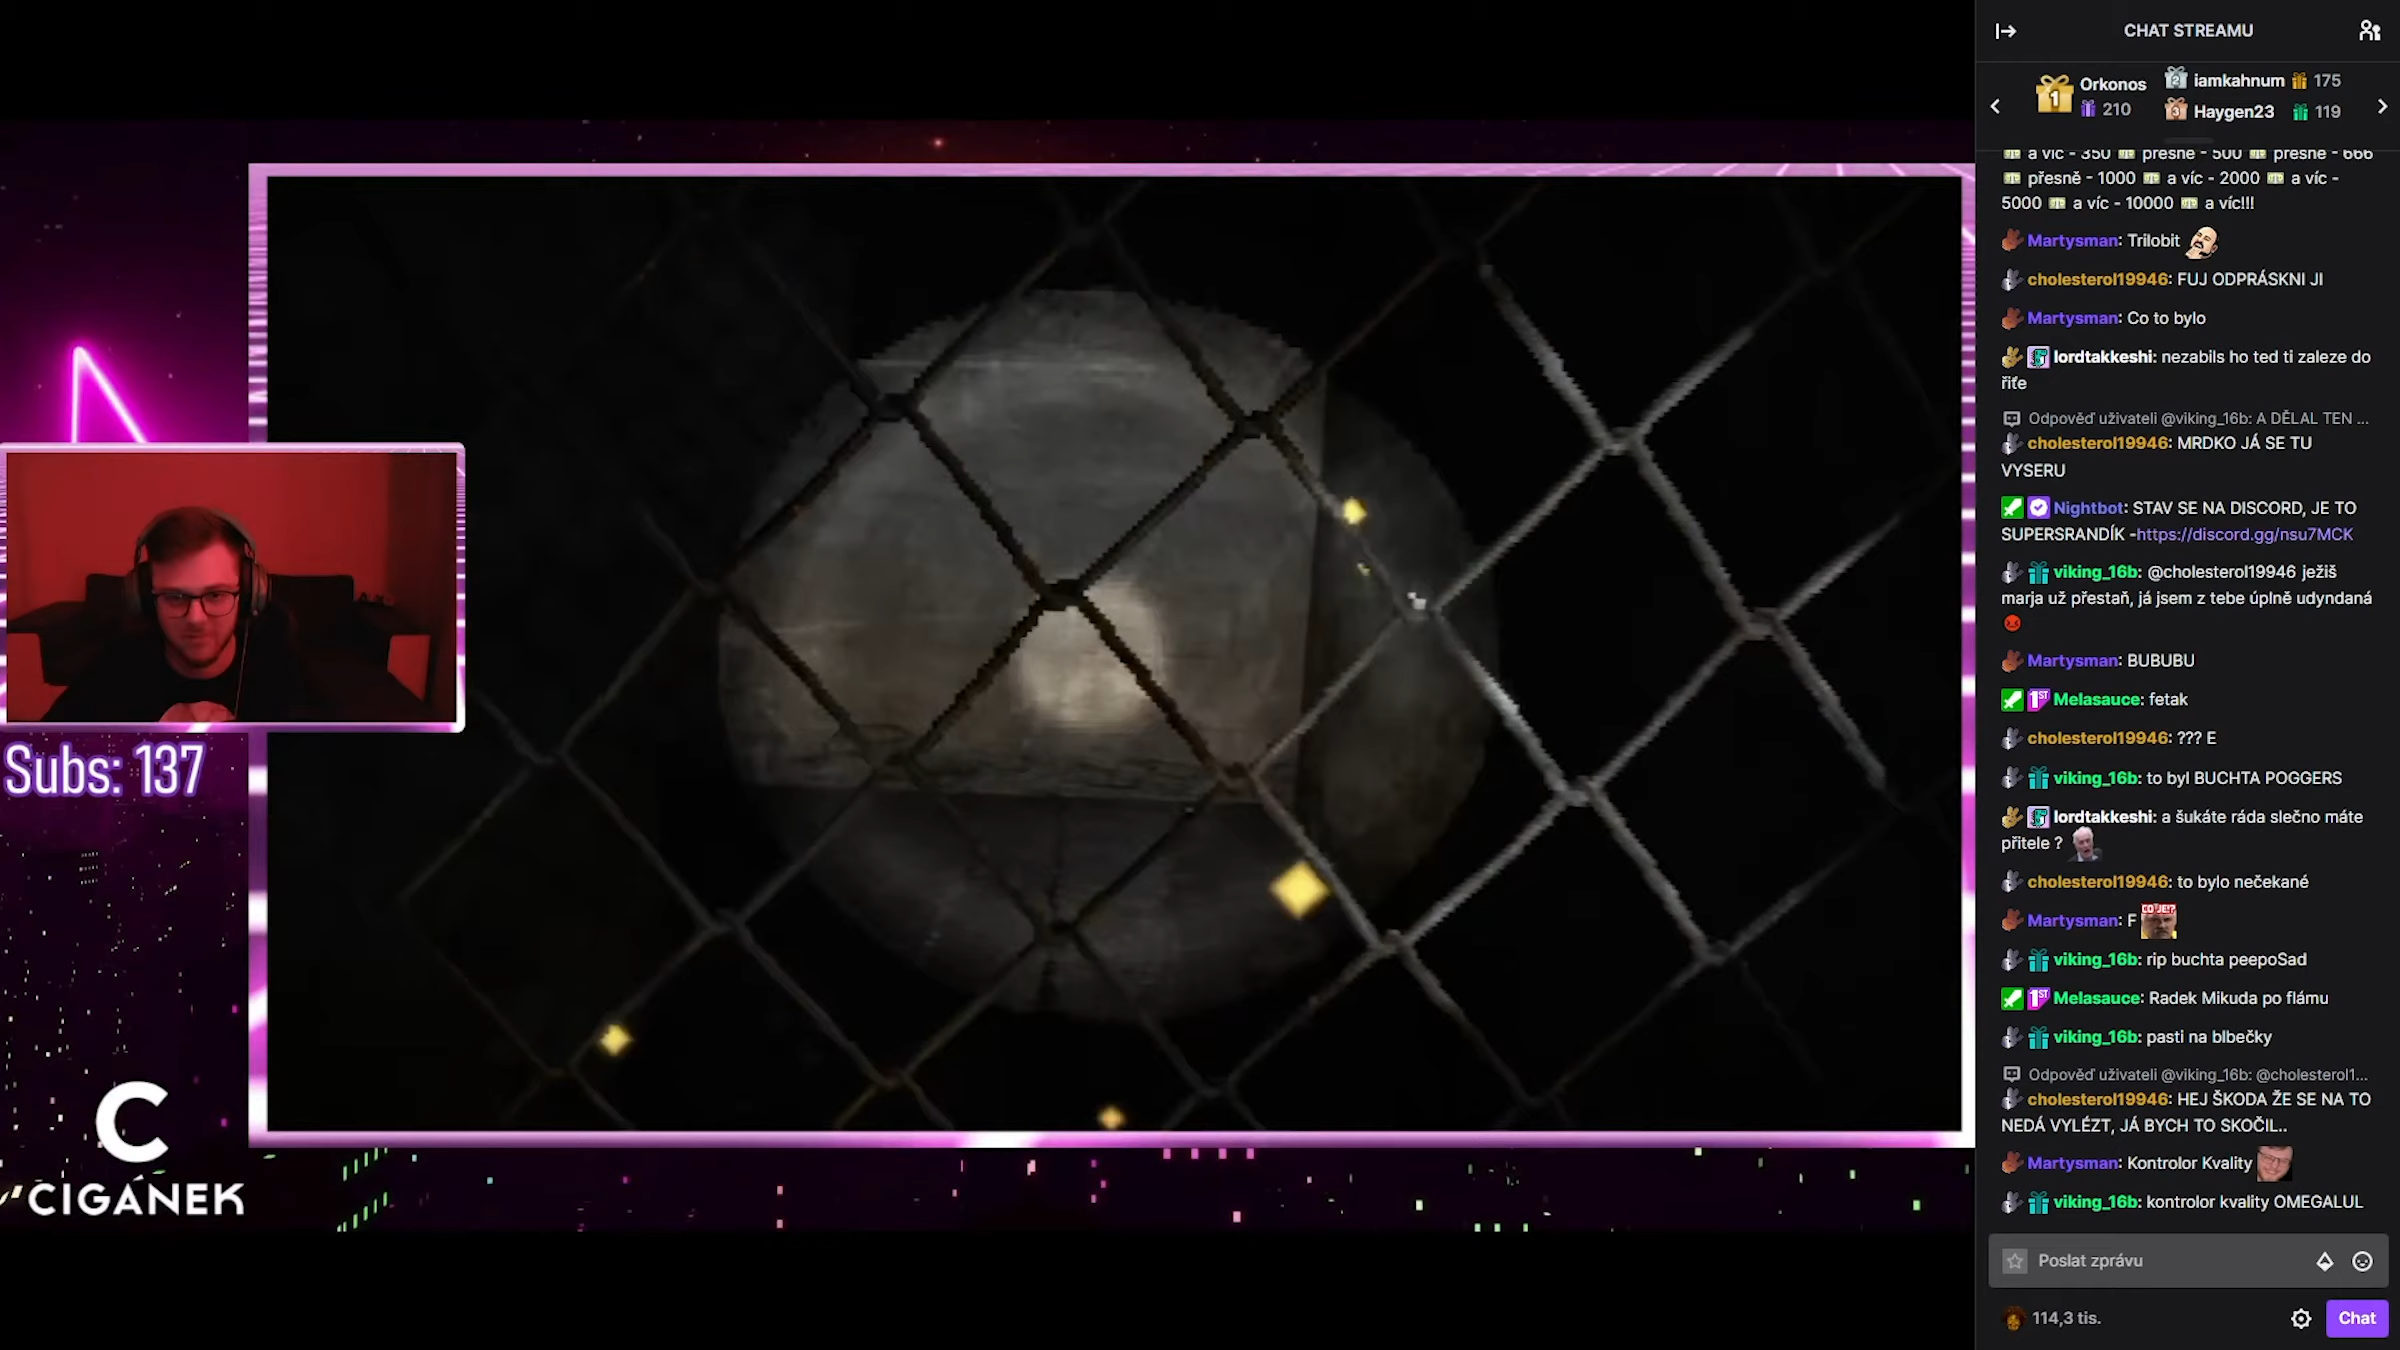 CHAT STREAMU
Orkonos
210
iamkahnum 175
Haygen23 119
a víc - 350 přesně - 500 přesně - 666
přesně - 1000 a víc - 2000 a víc -
5000 a víc - 10000 a víc!!!
Martysman: Trilobit
cholesterol19946: FUJ ODPRÁSKNI JI
Martysman: Co to bylo
lordtakkeshi: nezabils ho ted ti zaleze do
řiťe
Odpověď uživateli @viking_16b: A DĚLAL TEN ...
cholesterol19946: MRDKO JÁ SE TU
VYSERU
Nightbot: STAV SE NA DISCORD, JE TO
SUPERSRANDÍK -https://discord.gg/nsu7MCK
viking_16b: @cholesterol19946 ježiš
marja už přestaň, já jsem z tebe úplně udyndaná
Martysman: BUBUBU
Melasauce: fetak
cholesterol19946: ??? E
viking_16b: to byl BUCHTA POGGERS
lordtakkeshi: a šukáte ráda slečno máte
přitele ?
cholesterol19946: to bylo nečekané
Martysman: F
CO JE!?
viking_16b: rip buchta peepoSad
Melasauce: Radek Mikuda po flámu
viking_16b: pasti na blbečky
Odpověď uživateli @viking_16b: @cholesterol1...
cholesterol19946: HEJ ŠKODA ŽE SE NA TO
NEDÁ VYLÉZT, JÁ BYCH TO SKOČIL..
Martysman: Kontrolor Kvality
viking_16b: kontrolor kvality OMEGALUL
Poslat zprávu
114,3 tis.
Chat
Subs: 137
C
CIGÁNEK